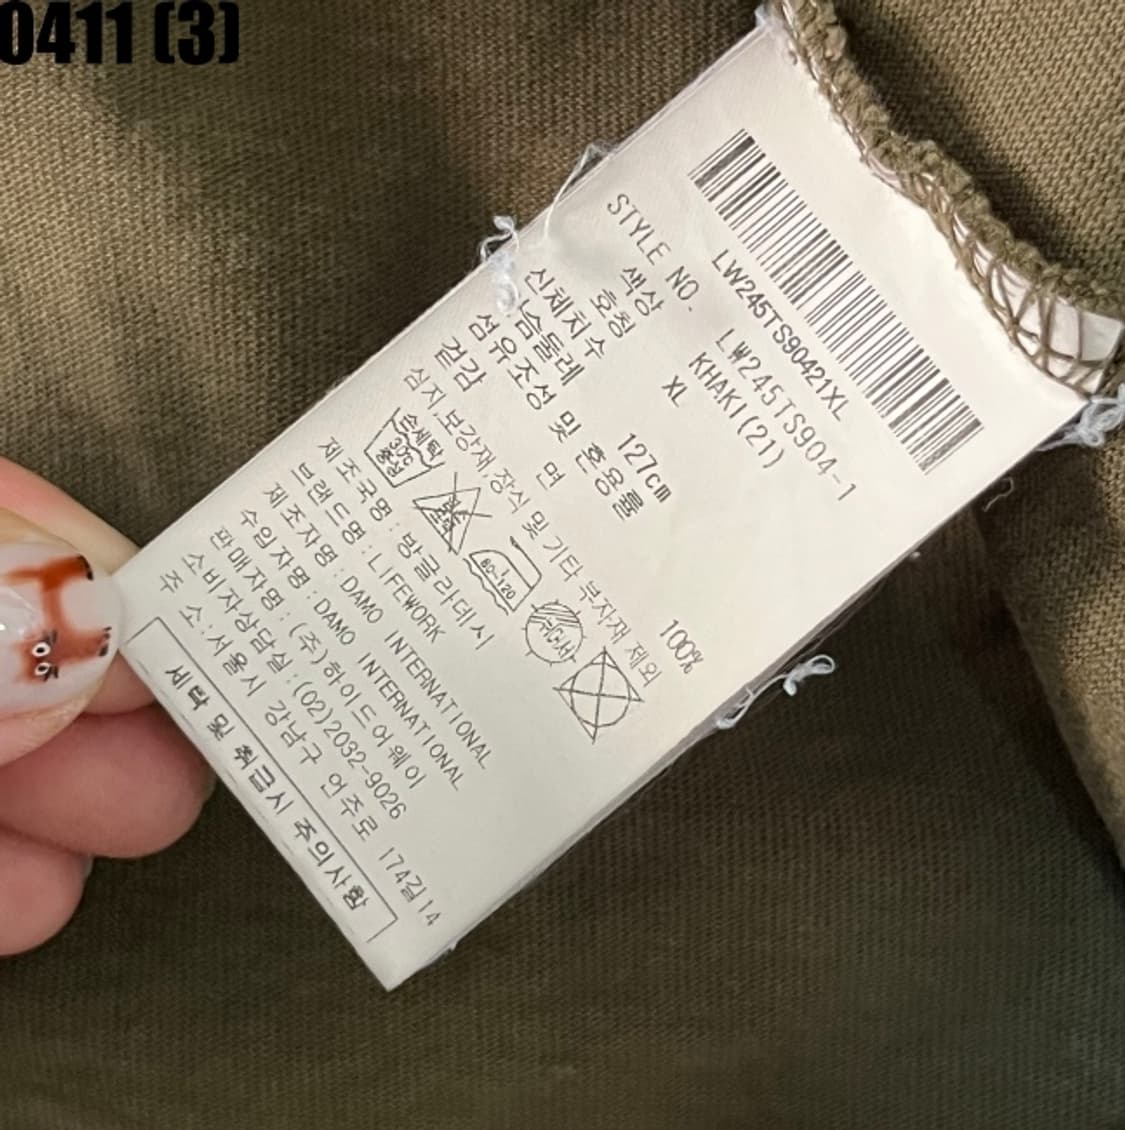 0411 (3)
LW245TS90421XL
STYLE NO. LW245TS904-1
색상 KHAKI(21)
호칭 XL
신체치수
가슴둘레 127cm
섬유조성 및 혼용률
겉감 면 100%
심지,보강재 장식 및 기타 부자재 제외
손세탁 30℃ 중성
80~120
제조국명 : 방글라데시
브랜드명 : LIFEWORK
제조자명 : DAMO INTERNATIONAL
수입자명 : DAMO INTERNATIONAL
판매자명 : (주)하이드어웨이
소비자상담실 : (02)2032-9026
주 소 : 서울시 강남구 언주로 174길14
세탁 및 취급시 주의사항